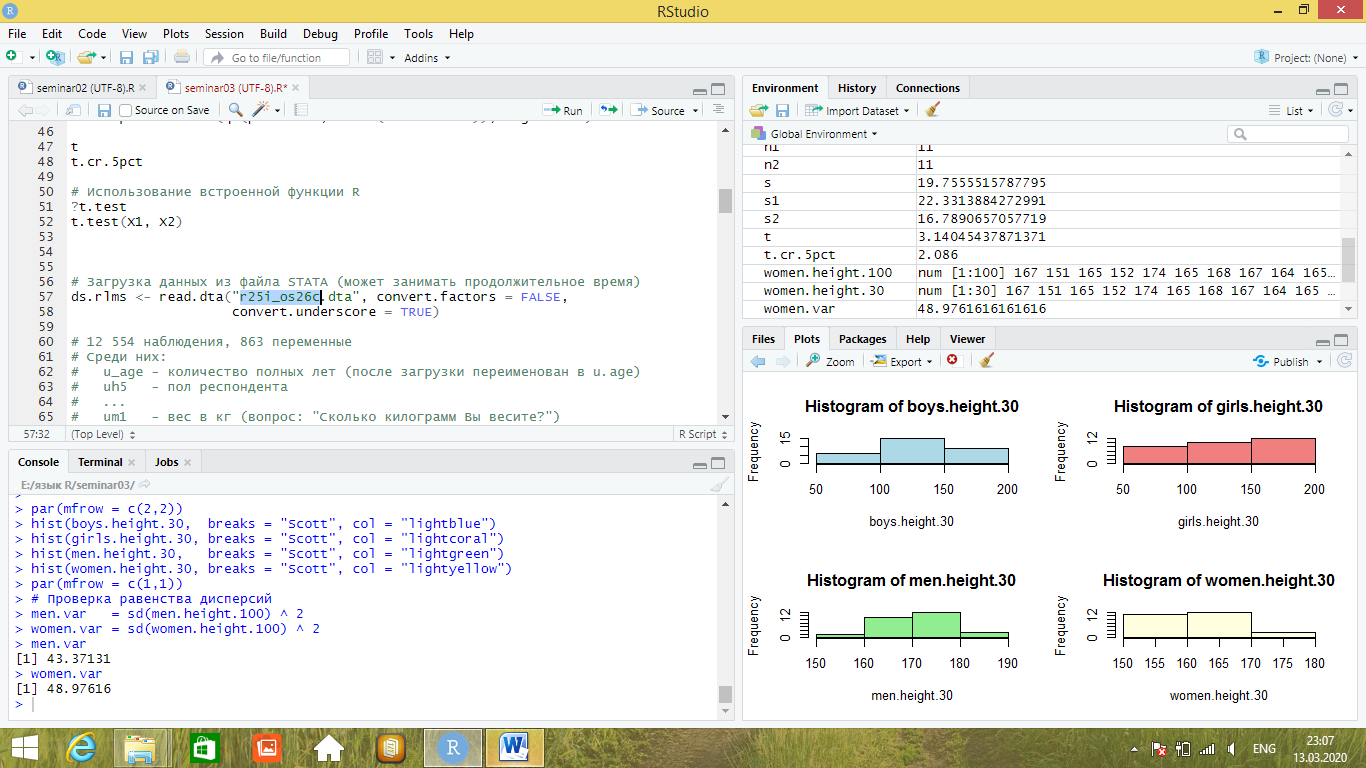 RStudio
File Edit Code View Plots Session Build Debug Profile Tools Help
Go to file/function Addins Project: (None)
seminar02 (UTF-8).R seminar03 (UTF-8).R*
Source on Save Run Source
46
47 t
48 t.cr.5pct
49
50 # Использование встроенной функции R
51 ?t.test
52 t.test(X1, X2)
53
54
55
56 # Загрузка данных из файла STATA (может занимать продолжительное время)
57 ds.rlms <- read.dta("r25i_os26c.dta", convert.factors = FALSE,
58 convert.underscore = TRUE)
59
60 # 12 554 наблюдения, 863 переменные
61 # Среди них:
62 # u_age - количество полных лет (после загрузки переименован в u.age)
63 # uh5 - пол респондента
64 # ...
65 # um1 - вес в кг (вопрос: "Сколько килограмм Вы весите?")
57:32 (Top Level) R Script
Console Terminal Jobs
E:/язык R/seminar03/
>
> par(mfrow = c(2,2))
> hist(boys.height.30, breaks = "Scott", col = "lightblue")
> hist(girls.height.30, breaks = "Scott", col = "lightcoral")
> hist(men.height.30, breaks = "Scott", col = "lightgreen")
> hist(women.height.30, breaks = "Scott", col = "lightyellow")
> par(mfrow = c(1,1))
> # Проверка равенства дисперсий
> men.var = sd(men.height.100) ^ 2
> women.var = sd(women.height.100) ^ 2
> men.var
[1] 43.37131
> women.var
[1] 48.97616
>
Environment History Connections
Import Dataset List
Global Environment
n1 11
n2 11
s 19.7555515787795
s1 22.3313884272991
s2 16.7890657057719
t 3.14045437871371
t.cr.5pct 2.086
women.height.100 num [1:100] 167 151 165 152 174 165 168 167 164 165…
women.height.30 num [1:30] 167 151 165 152 174 165 168 167 164 165 …
women.var 48.9761616161616
Files Plots Packages Help Viewer
Zoom Export Publish
Histogram of boys.height.30
Frequency
0 15
50 100 150 200
boys.height.30
Histogram of girls.height.30
Frequency
0 12
50 100 150 200
girls.height.30
Histogram of men.height.30
Frequency
0 12
150 160 170 180 190
men.height.30
Histogram of women.height.30
Frequency
0 12
150 155 160 165 170 175 180
women.height.30
ENG
23:07
13.03.2020